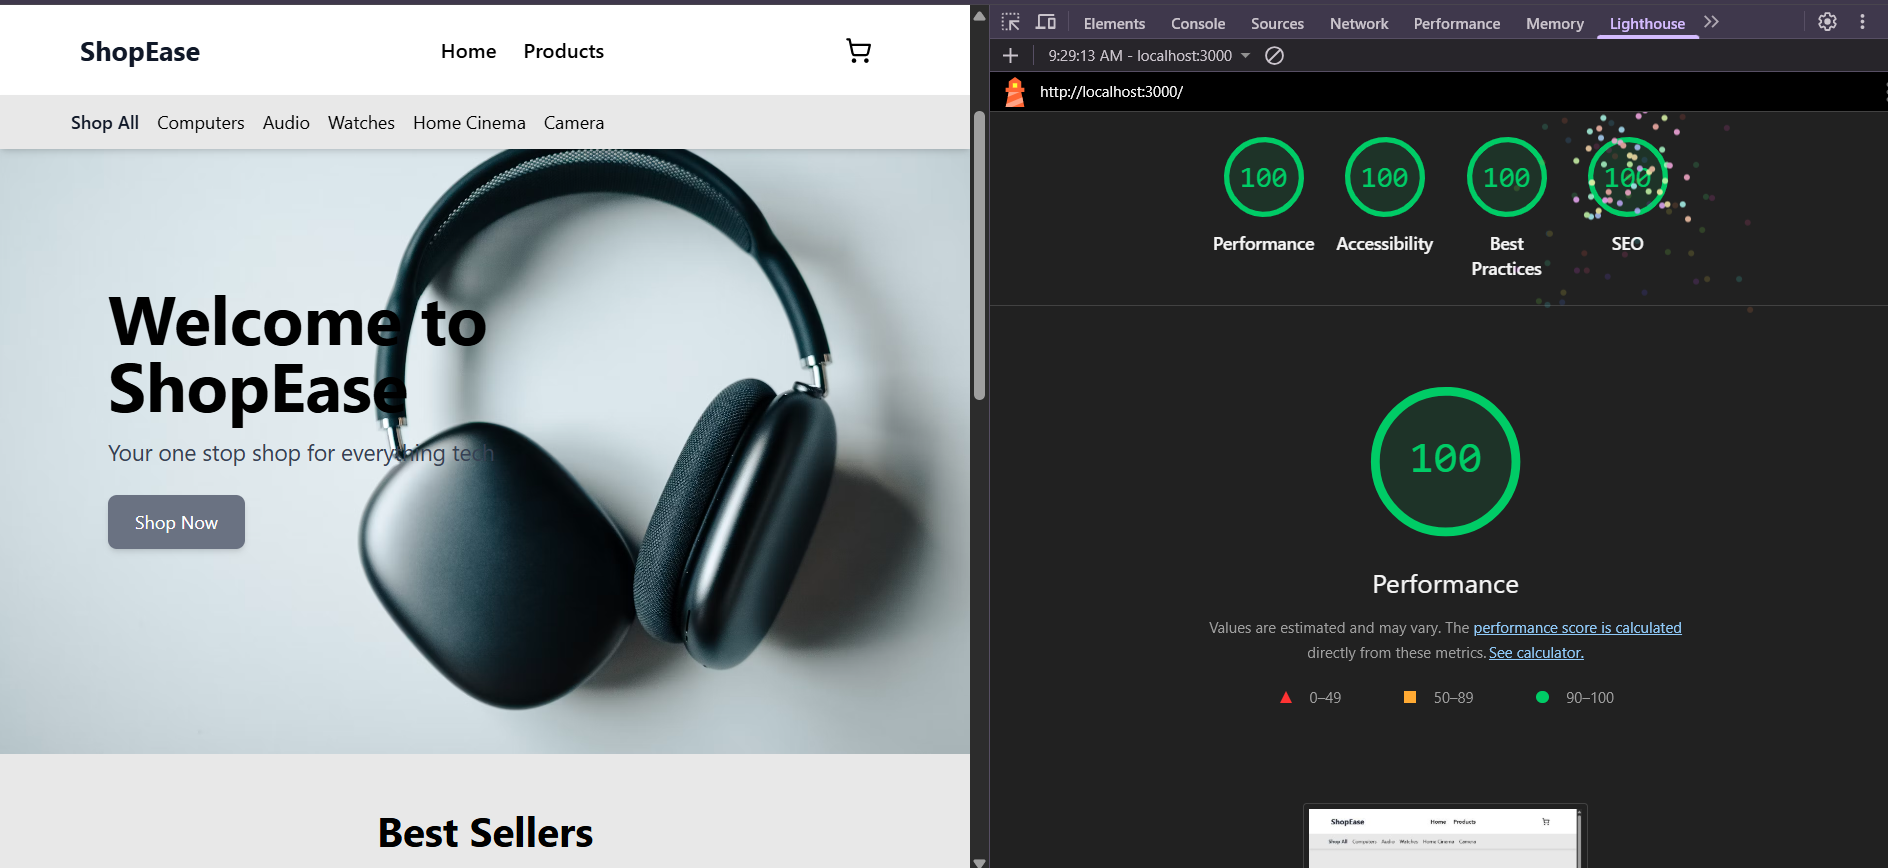 ShopEase
Home Products
Shop All Computers Audio Watches Home Cinema Camera
Welcome to
ShopEase
Your one stop shop for everything tech
Shop Now
Best Sellers
Elements Console Sources Network Performance Memory Lighthouse
9:29:13 AM - localhost:3000
http://localhost:3000/
100 100 100 100
Performance Accessibility Best Practices SEO
100
Performance
Values are estimated and may vary. The performance score is calculated
directly from these metrics. See calculator.
0–49 50–89 90–100
ShopEase Home Products
Shop All Computers Audio Watches Home Cinema Camera